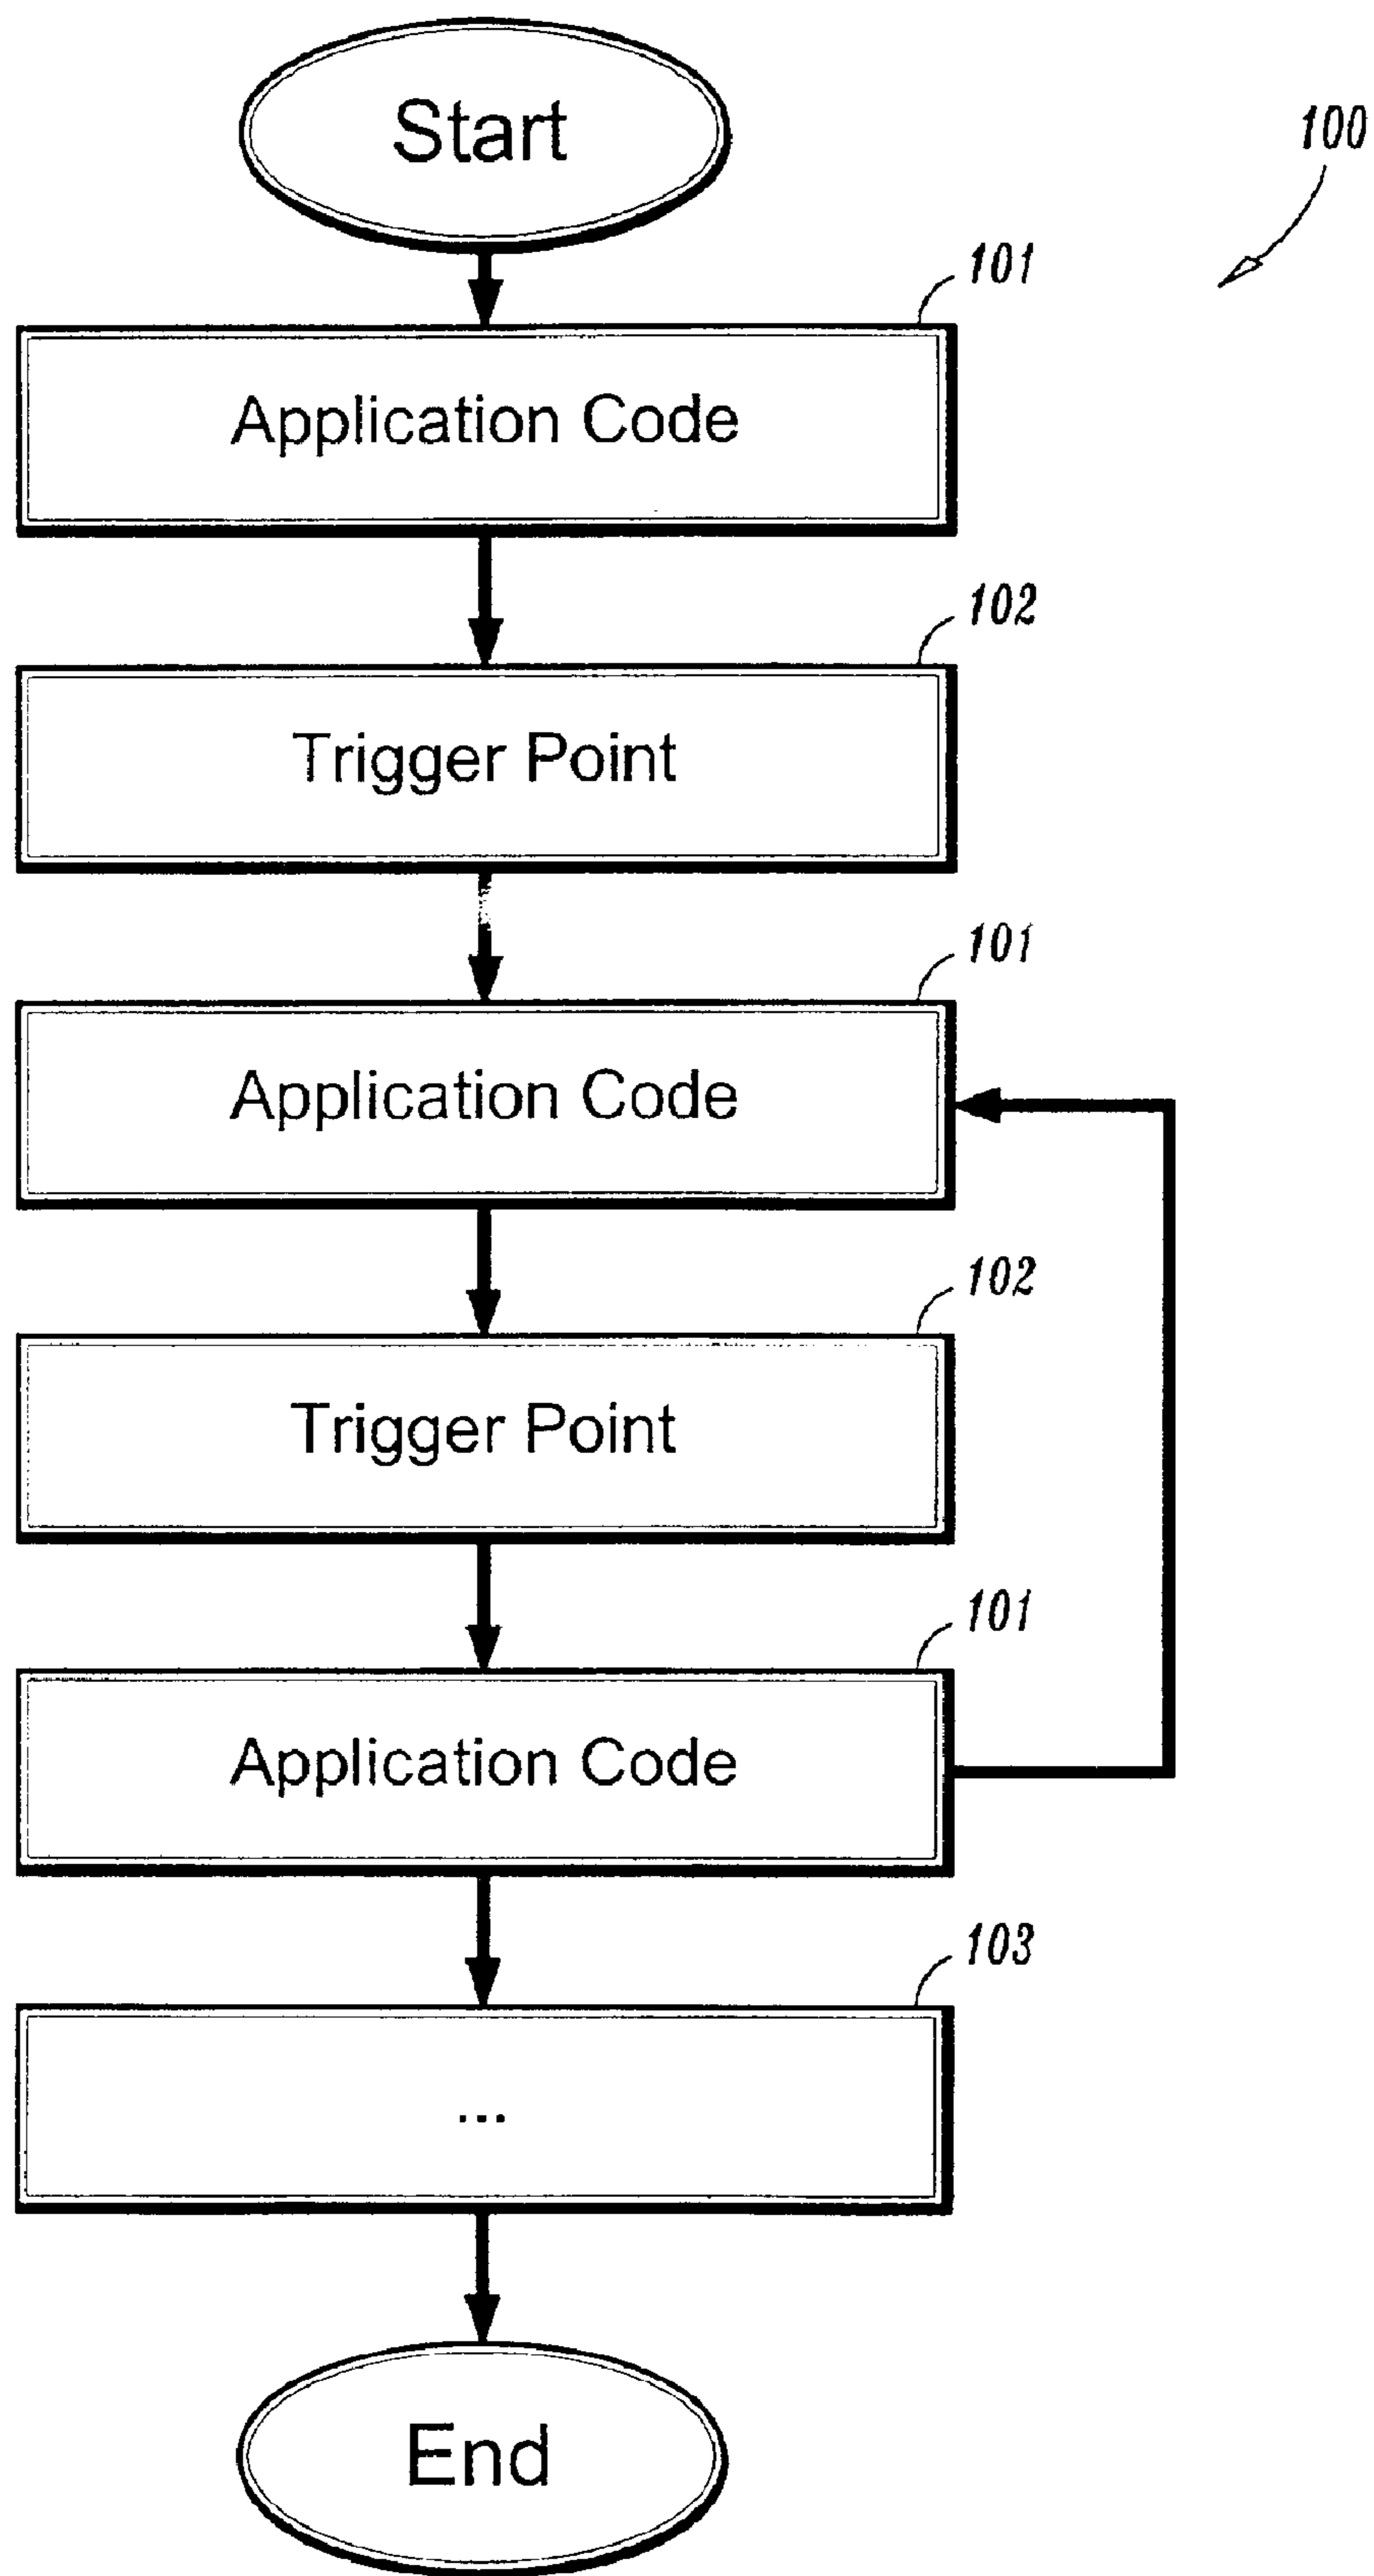 Start
100
101
Application Code
102
Trigger Point
101
Application Code
102
Trigger Point
101
Application Code
103
...
End